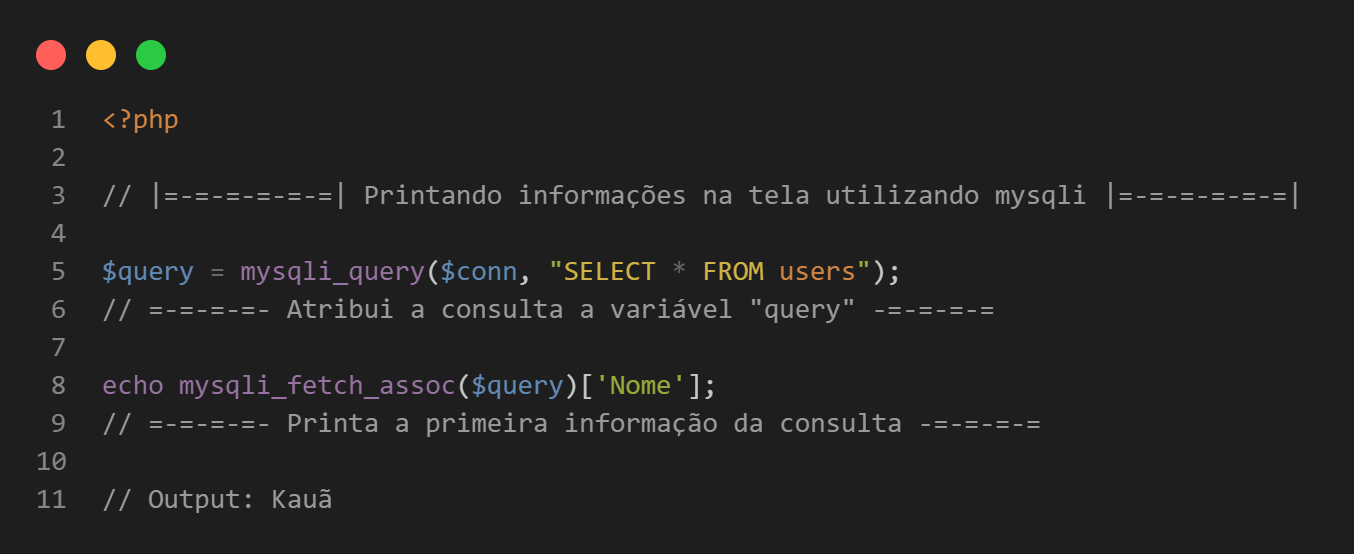 1 <?php
2
3 // |=-=-=-=-=-=| Printando informações na tela utilizando mysqli |=-=-=-=-=-=|
4
5 $query = mysqli_query($conn, "SELECT * FROM users");
6 // =-=-=-=- Atribui a consulta a variável "query" -=-=-=-=
7
8 echo mysqli_fetch_assoc($query)['Nome'];
9 // =-=-=-=- Printa a primeira informação da consulta -=-=-=-=
10
11 // Output: Kauã